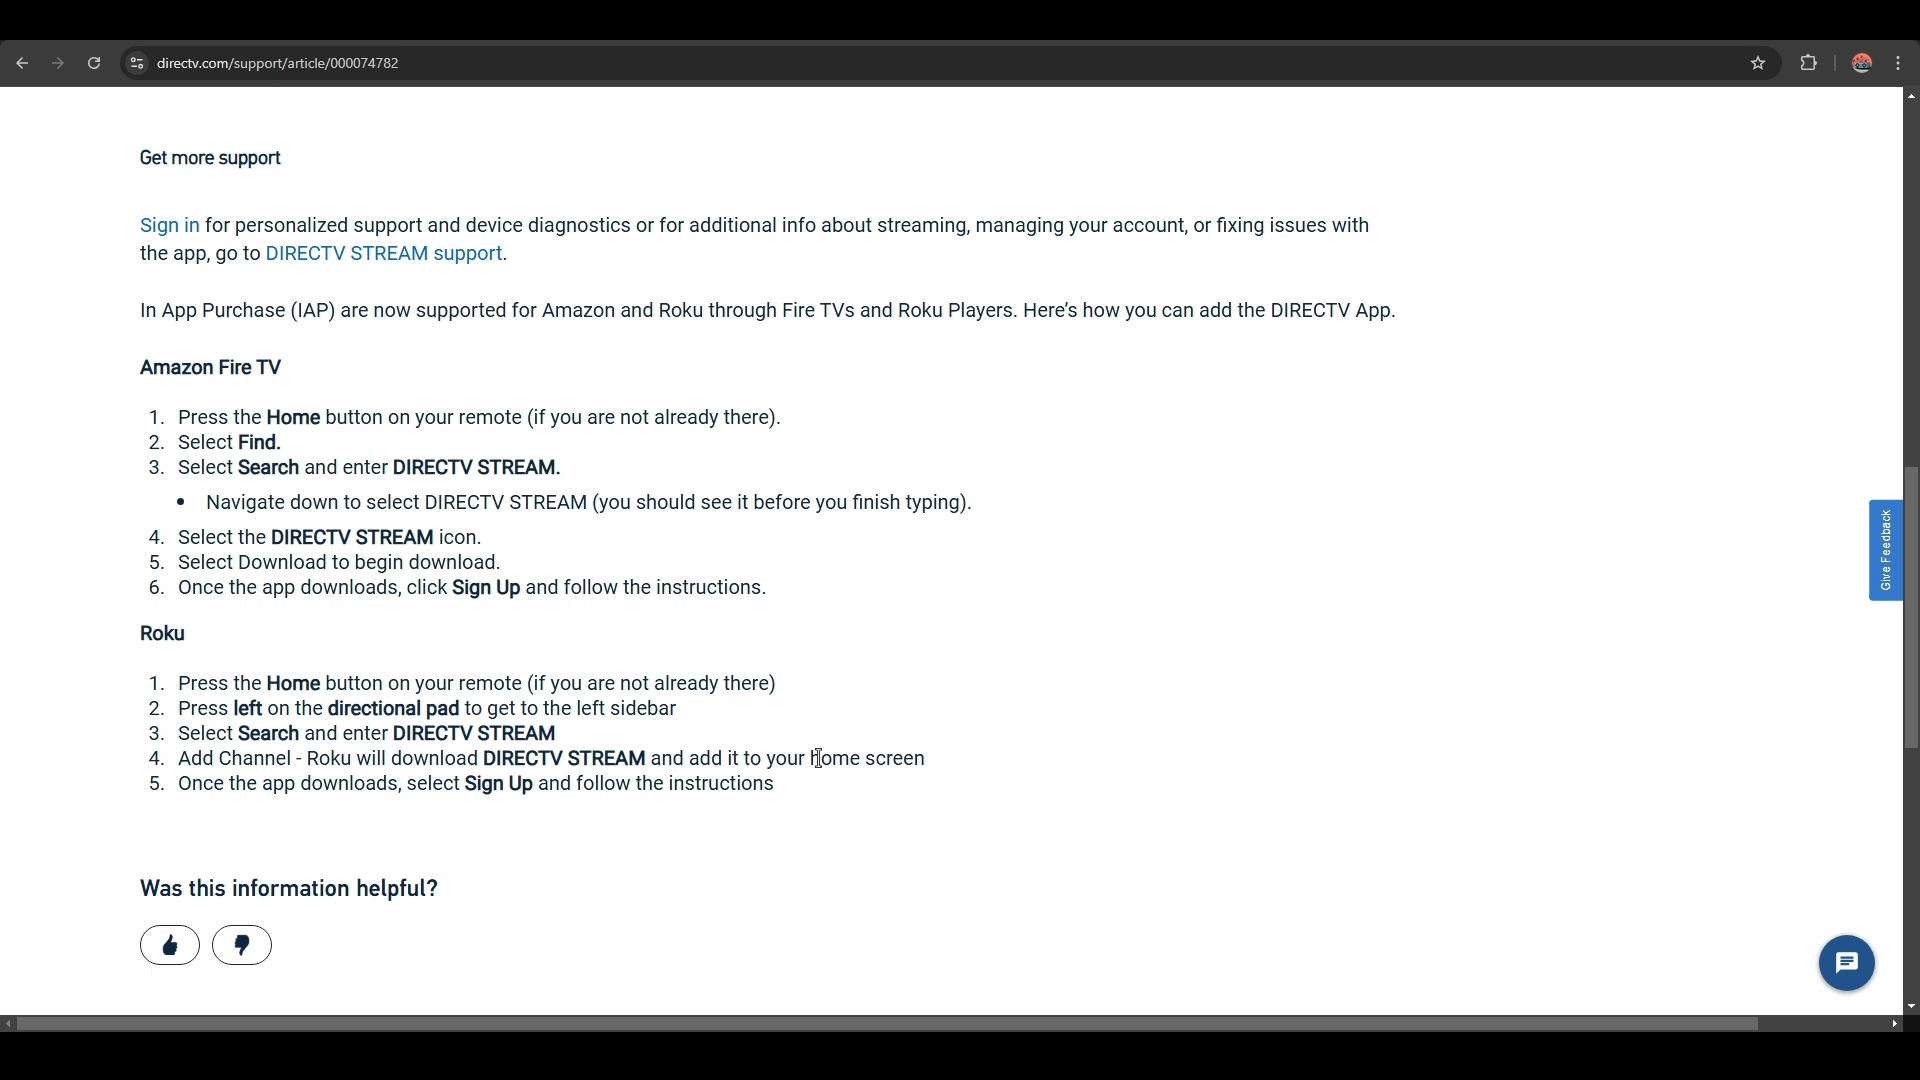 directv.com/support/article/000074782
Get more support
Sign in for personalized support and device diagnostics or for additional info about streaming, managing your account, or fixing issues with
the app, go to DIRECTV STREAM support.
In App Purchase (IAP) are now supported for Amazon and Roku through Fire TVs and Roku Players. Here’s how you can add the DIRECTV App.
Amazon Fire TV
1. Press the Home button on your remote (if you are not already there).
2. Select Find.
3. Select Search and enter DIRECTV STREAM.
• Navigate down to select DIRECTV STREAM (you should see it before you finish typing).
4. Select the DIRECTV STREAM icon.
5. Select Download to begin download.
6. Once the app downloads, click Sign Up and follow the instructions.
Give Feedback
Roku
1. Press the Home button on your remote (if you are not already there)
2. Press left on the directional pad to get to the left sidebar
3. Select Search and enter DIRECTV STREAM
4. Add Channel - Roku will download DIRECTV STREAM and add it to your home screen
5. Once the app downloads, select Sign Up and follow the instructions
Was this information helpful?